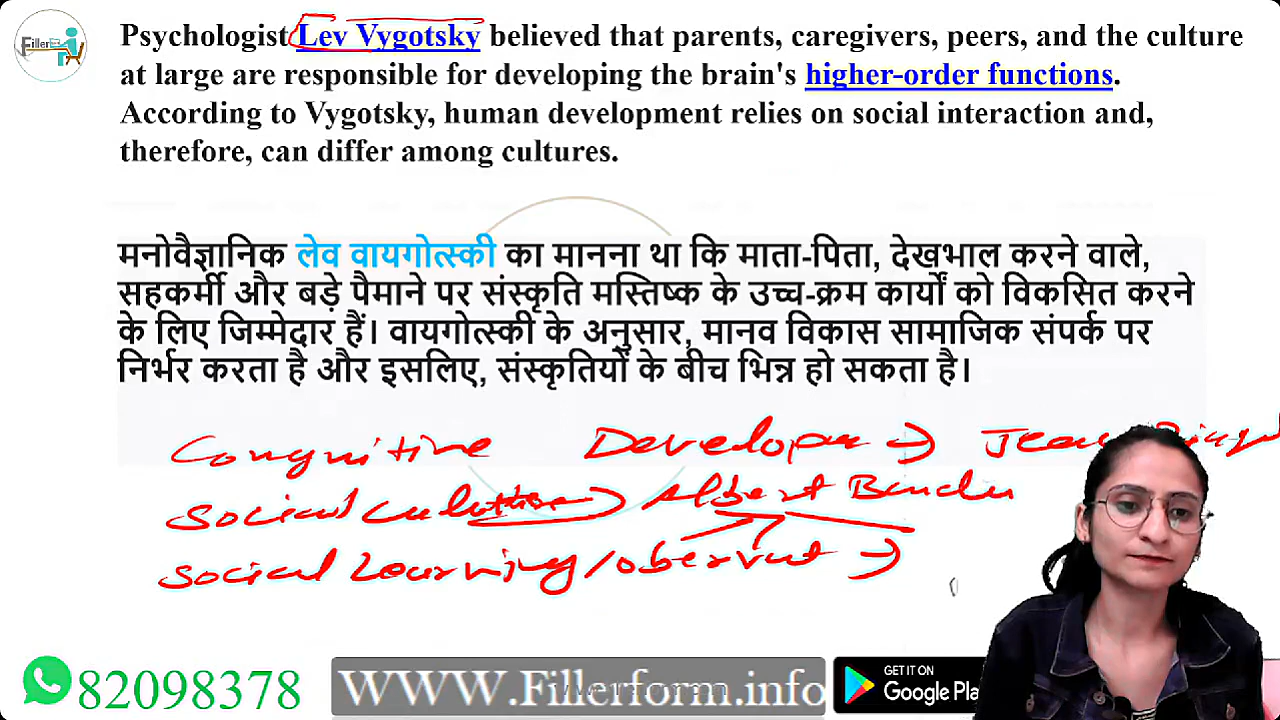 Filler
Psychologist Lev Vygotsky believed that parents, caregivers, peers, and the culture
at large are responsible for developing the brain's higher-order functions.
According to Vygotsky, human development relies on social interaction and,
therefore, can differ among cultures.
मनोवैज्ञानिक लेव वायगोत्स्की का मानना था कि माता-पिता, देखभाल करने वाले,
सहकर्मी और बड़े पैमाने पर संस्कृति मस्तिष्क के उच्च-क्रम कार्यों को विकसित करने
के लिए जिम्मेदार हैं। वायगोत्स्की के अनुसार, मानव विकास सामाजिक संपर्क पर
निर्भर करता है और इसलिए, संस्कृतियों के बीच भिन्न हो सकता है।
Congnitive Develop → Jean
Social → Albert Bandu
Social Learning/observat →
82098378 WWW.Fillerform.info GET IT ON
Google Pla